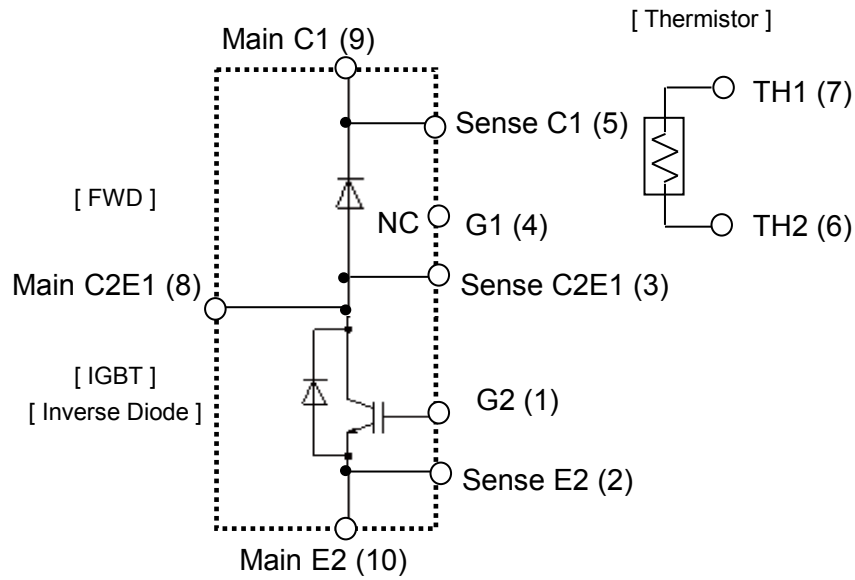 [ Thermistor ]
Main C1 (9)
TH1 (7)
Sense C1 (5)
[ FWD ]
NC
G1 (4)
TH2 (6)
Main C2E1 (8)
Sense C2E1 (3)
[ IGBT ]
[ Inverse Diode ]
G2 (1)
Sense E2 (2)
Main E2 (10)